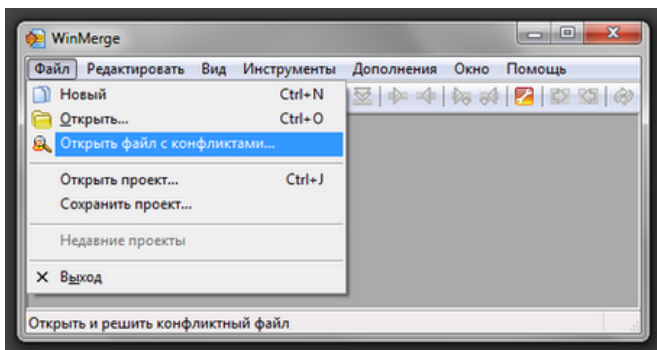 WinMerge
Файл Редактировать Вид Инструменты Дополнения Окно Помощь
Новый Ctrl+N
Открыть... Ctrl+O
Открыть файл с конфликтами...
Открыть проект... Ctrl+J
Сохранить проект...
Недавние проекты
Выход
Открыть и решить конфликтный файл